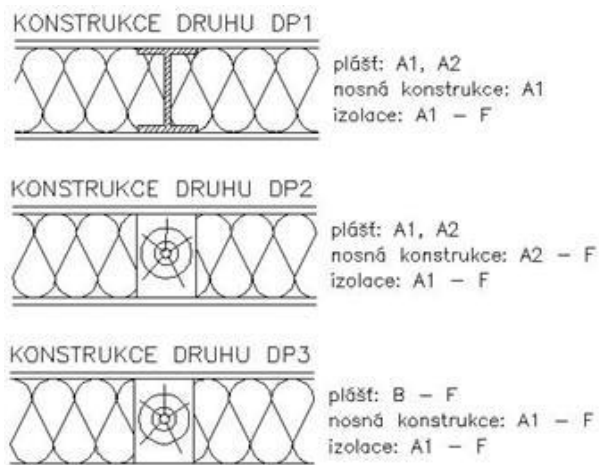 KONSTRUKCE DRUHU DP1
plášť: A1, A2
nosná konstrukce: A1
izolace: A1 – F
KONSTRUKCE DRUHU DP2
plášť: A1, A2
nosná konstrukce: A2 – F
izolace: A1 – F
KONSTRUKCE DRUHU DP3
plášť: B – F
nosná konstrukce: A1 – F
izolace: A1 – F